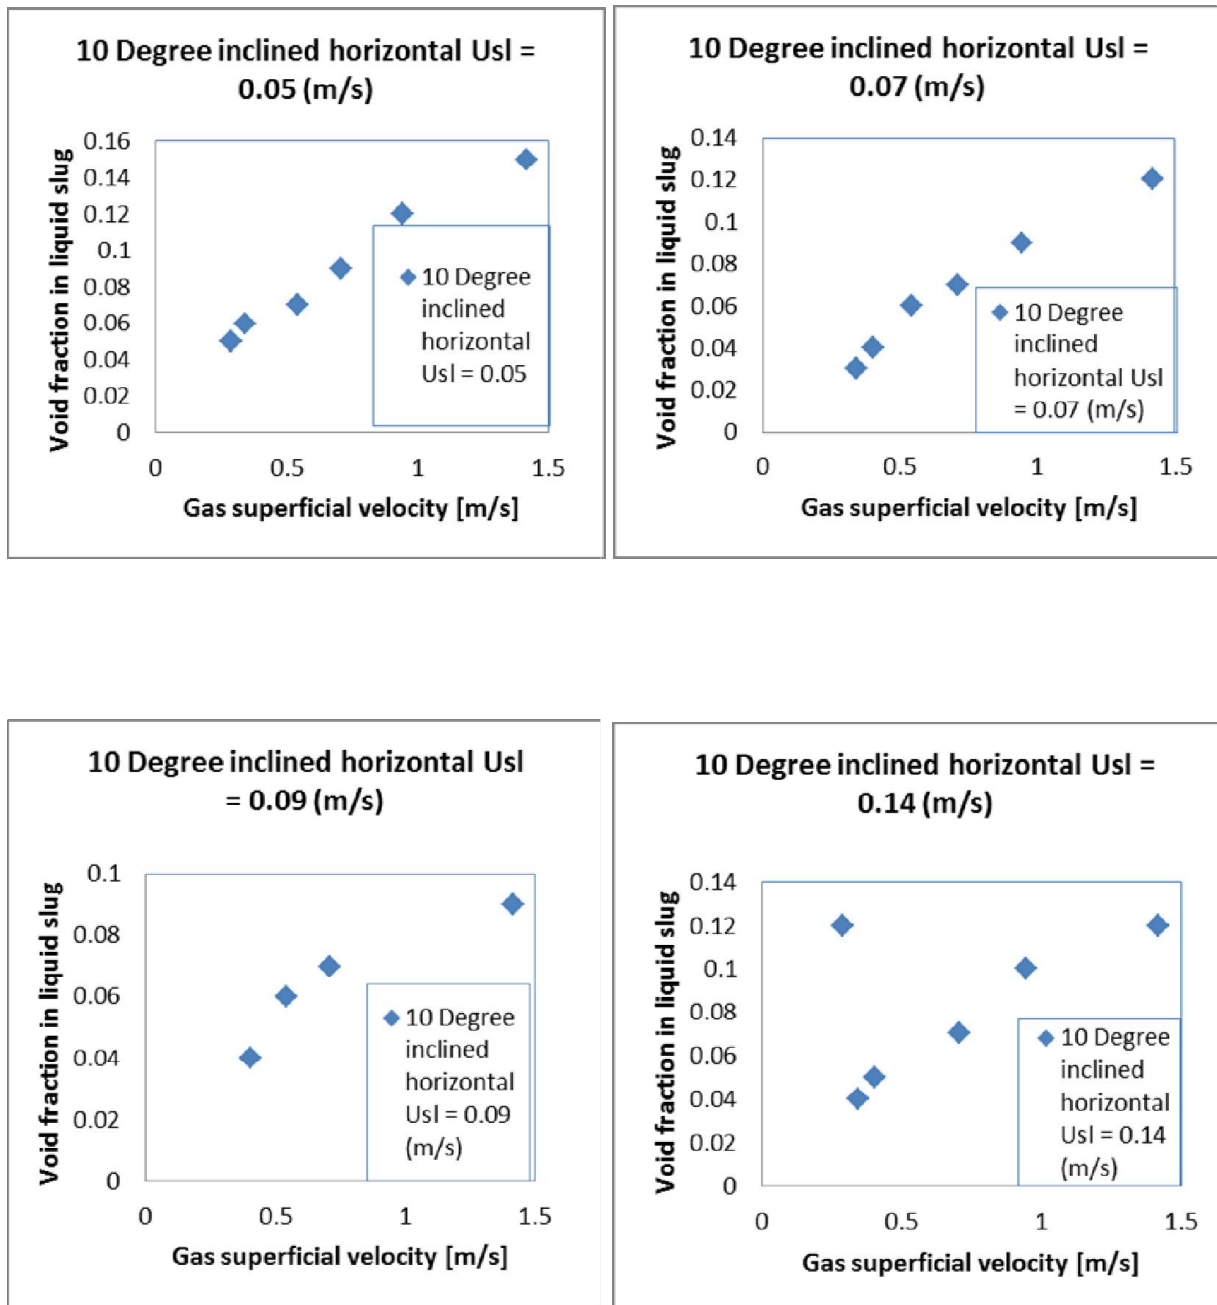 10 Degree inclined horizontal Usl =
0.05 (m/s)
Void fraction in liquid slug
0.16
0.14
0.12
0.1
0.08
0.06
0.04
0.02
0
0 0.5 1 1.5
Gas superficial velocity [m/s]
10 Degree
inclined
horizontal
Usl = 0.05
10 Degree inclined horizontal Usl =
0.07 (m/s)
Void fraction in liquid slug
0.14
0.12
0.1
0.08
0.06
0.04
0.02
0
0 0.5 1 1.5
Gas superficial velocity [m/s]
10 Degree
inclined
horizontal Usl
= 0.07 (m/s)
10 Degree inclined horizontal Usl
= 0.09 (m/s)
Void fraction in liquid slug
0.1
0.08
0.06
0.04
0.02
0
0 0.5 1 1.5
Gas superficial velocity [m/s]
10 Degree
inclined
horizontal
Usl = 0.09
(m/s)
10 Degree inclined horizontal Usl =
0.14 (m/s)
Void fraction in liquid slug
0.14
0.12
0.1
0.08
0.06
0.04
0.02
0
0 0.5 1 1.5
Gas superficial velocity [m/s]
10 Degree
inclined
horizontal
Usl = 0.14
(m/s)